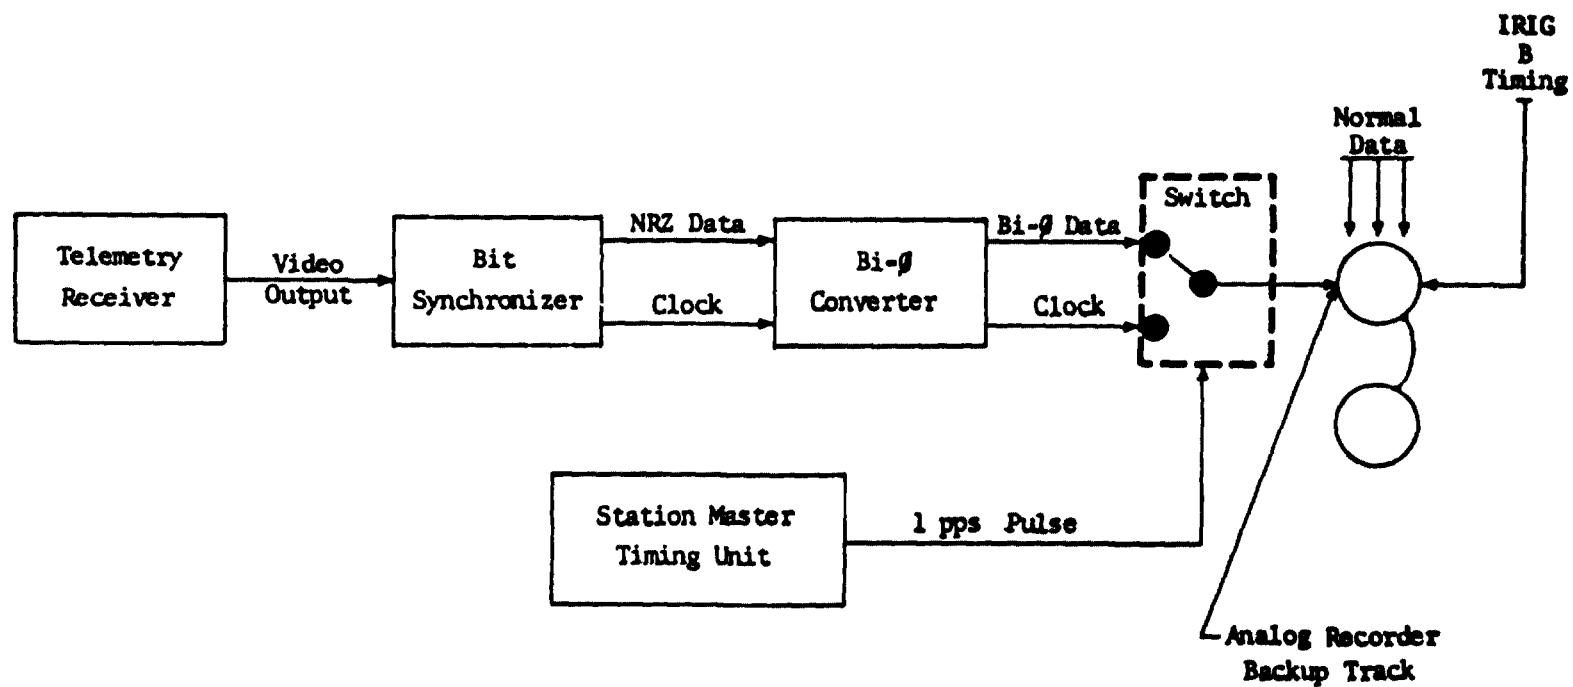 IRIG
B
Timing
Normal
Data
Switch
Telemetry
Receiver
Video
Output
Bit
Synchronizer
NRZ Data
Clock
Bi-Ø
Converter
Bi-Ø Data
Clock
Station Master
Timing Unit
1 pps Pulse
Analog Recorder
Backup Track